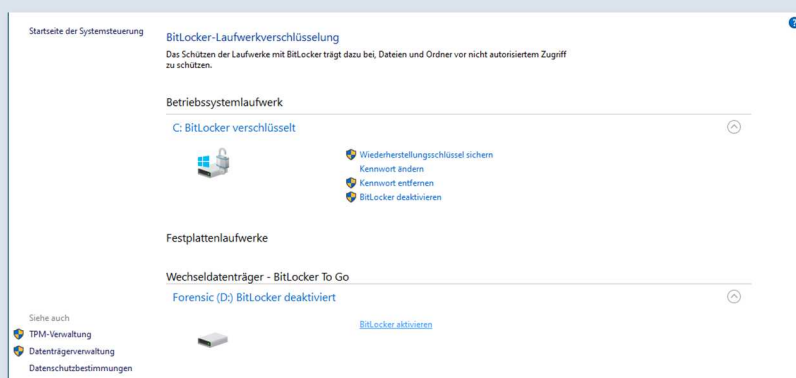 Startseite der Systemsteuerung
BitLocker-Laufwerkverschlüsselung
Das Schützen der Laufwerke mit BitLocker trägt dazu bei, Dateien und Ordner vor nicht autorisiertem Zugriff
zu schützen.
Betriebssystemlaufwerk
C: BitLocker verschlüsselt
Wiederherstellungsschlüssel sichern
Kennwort ändern
Kennwort entfernen
BitLocker deaktivieren
Festplattenlaufwerke
Wechseldatenträger - BitLocker To Go
Forensic (D:) BitLocker deaktiviert
BitLocker aktivieren
Siehe auch
TPM-Verwaltung
Datenträgerverwaltung
Datenschutzbestimmungen